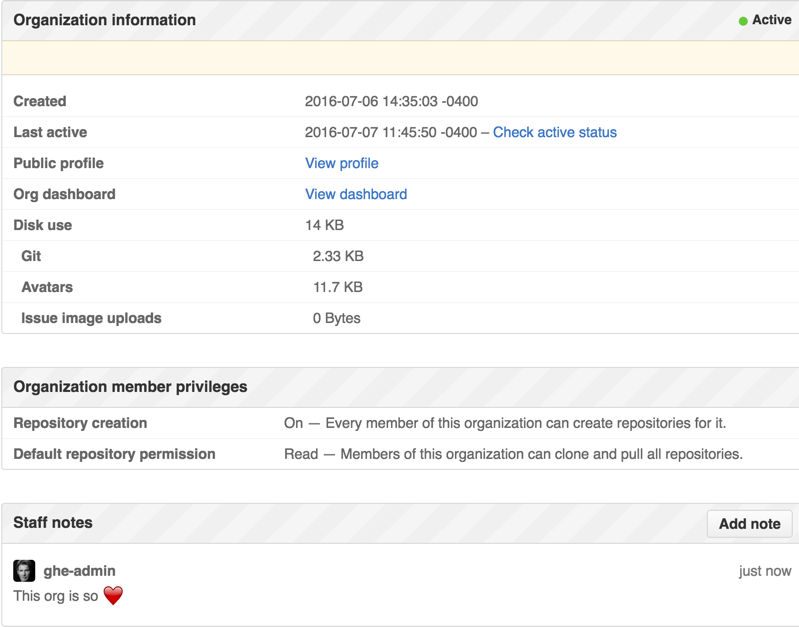 Organization information Active
Created 2016-07-06 14:35:03 -0400
Last active 2016-07-07 11:45:50 -0400 – Check active status
Public profile View profile
Org dashboard View dashboard
Disk use 14 KB
Git 2.33 KB
Avatars 11.7 KB
Issue image uploads 0 Bytes
Organization member privileges
Repository creation On — Every member of this organization can create repositories for it.
Default repository permission Read — Members of this organization can clone and pull all repositories.
Staff notes Add note
ghe-admin just now
This org is so ❤️